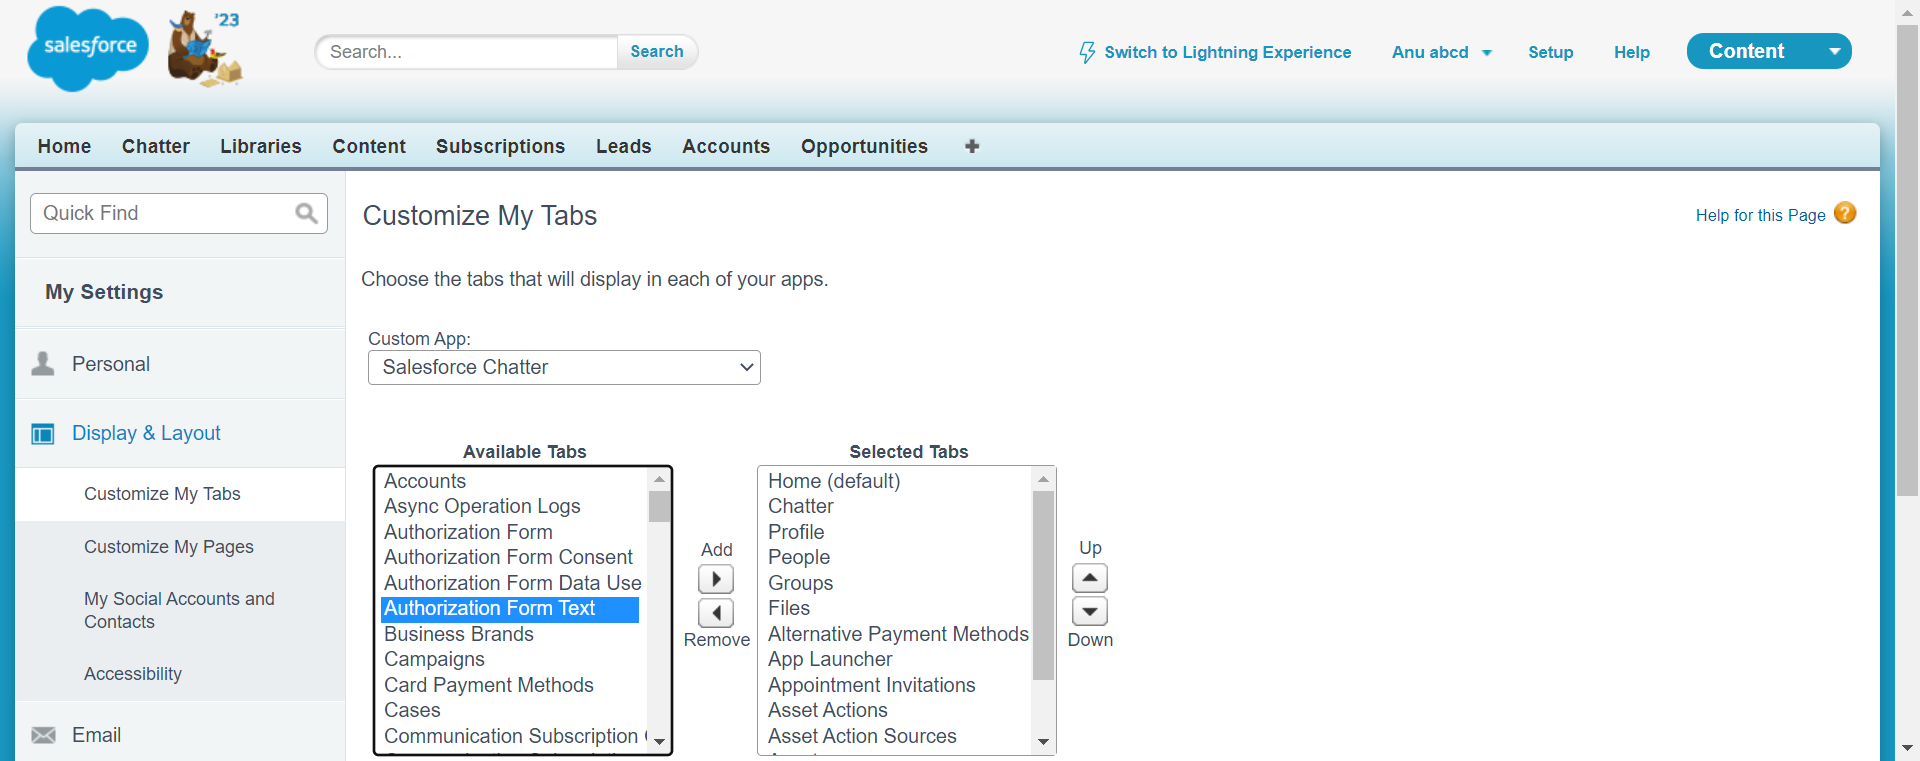 salesforce
'23
Search...
Search
Switch to Lightning Experience
Anu abcd
Setup
Help
Content
Home
Chatter
Libraries
Content
Subscriptions
Leads
Accounts
Opportunities
Quick Find
My Settings
Personal
Display & Layout
Customize My Tabs
Customize My Pages
My Social Accounts and
Contacts
Accessibility
Email
Customize My Tabs
Help for this Page
?
Choose the tabs that will display in each of your apps.
Custom App:
Salesforce Chatter
Available Tabs
Accounts
Async Operation Logs
Authorization Form
Authorization Form Consent
Authorization Form Data Use
Authorization Form Text
Business Brands
Campaigns
Card Payment Methods
Cases
Communication Subscription
Add
Remove
Selected Tabs
Home (default)
Chatter
Profile
People
Groups
Files
Alternative Payment Methods
App Launcher
Appointment Invitations
Asset Actions
Asset Action Sources
Up
Down